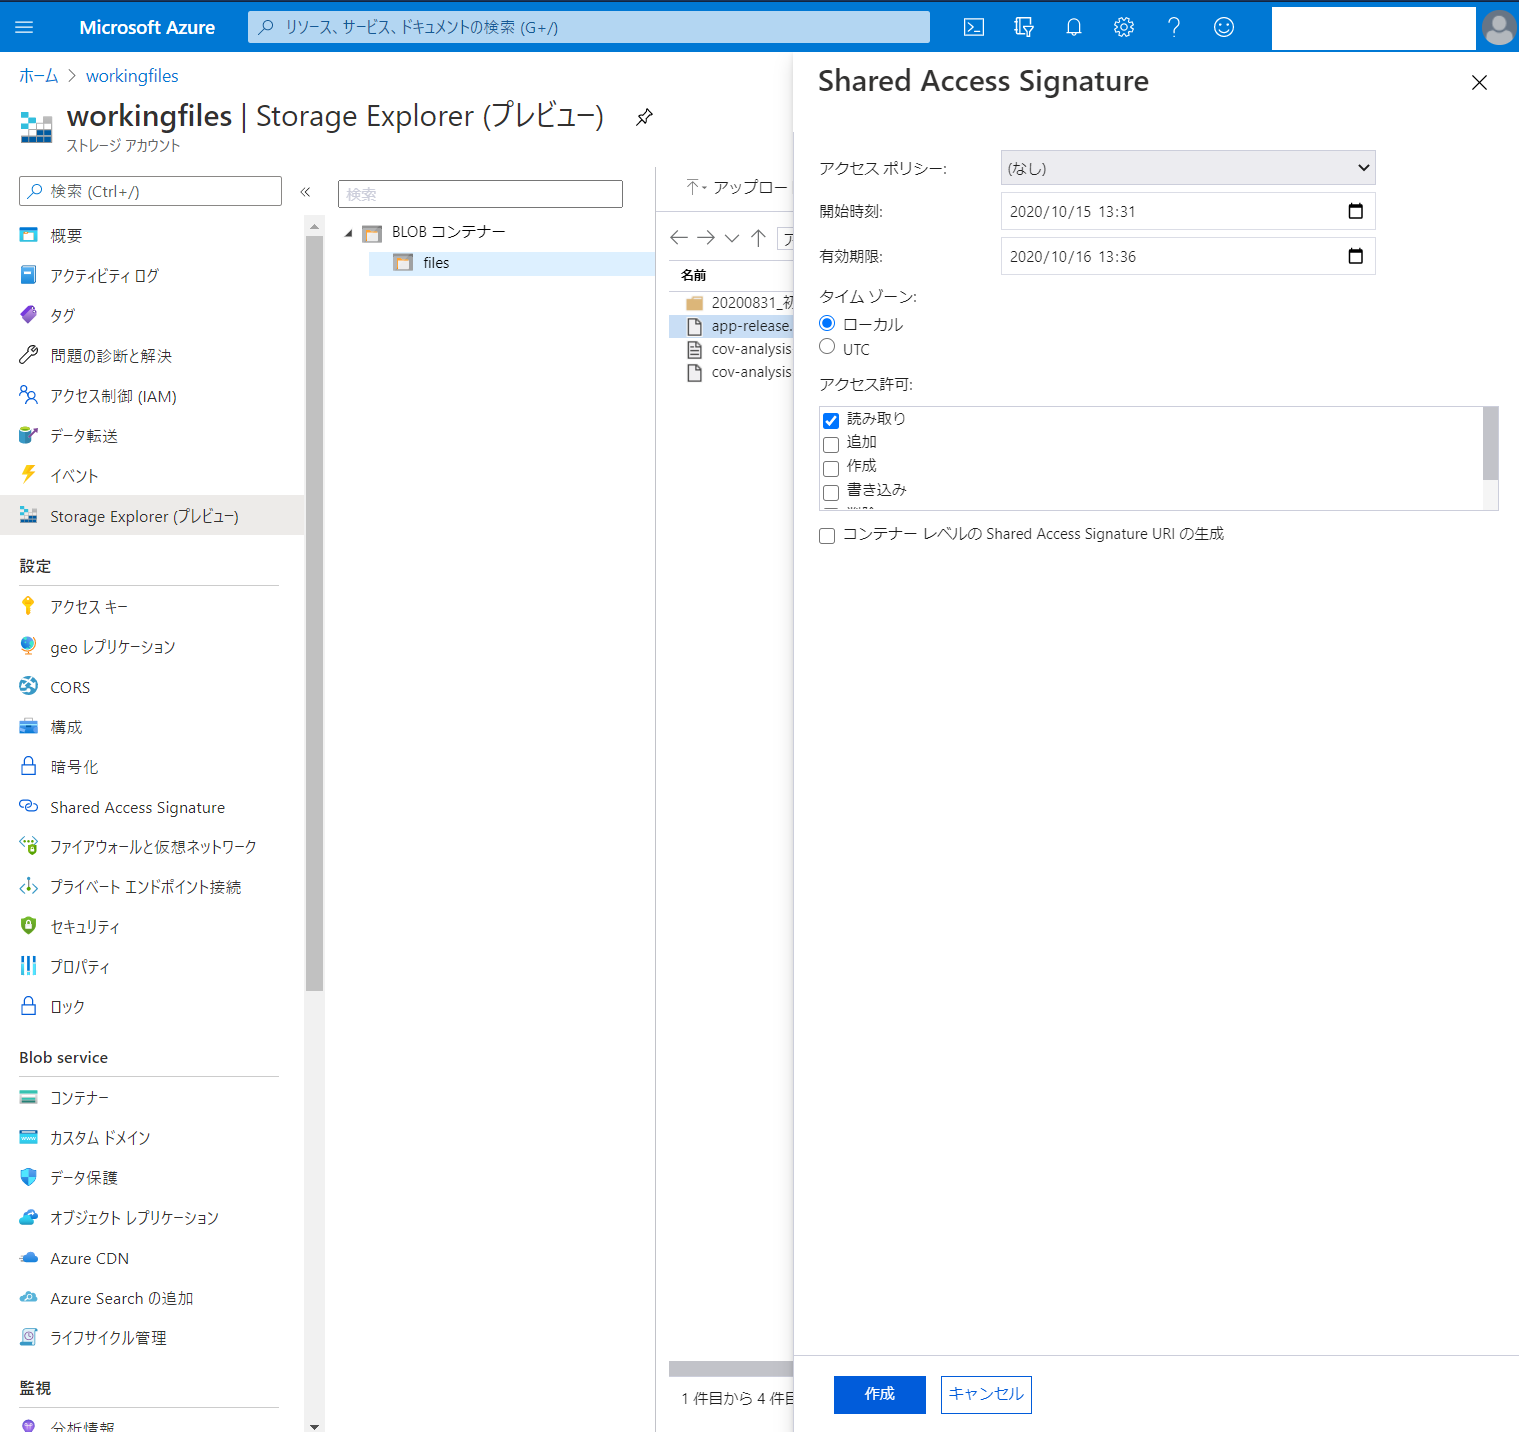 Microsoft Azure
リソース、サービス、ドキュメントの検索 (G+/)
ホーム > workingfiles
workingfiles | Storage Explorer (プレビュー)
ストレージ アカウント
検索 (Ctrl+/)
«
概要
アクティビティ ログ
タグ
問題の診断と解決
アクセス制御 (IAM)
データ転送
イベント
Storage Explorer (プレビュー)
設定
アクセス キー
geo レプリケーション
CORS
構成
暗号化
Shared Access Signature
ファイアウォールと仮想ネットワーク
プライベート エンドポイント接続
セキュリティ
プロパティ
ロック
Blob service
コンテナー
カスタム ドメイン
データ保護
オブジェクト レプリケーション
Azure CDN
Azure Search の追加
ライフサイクル管理
監視
分析情報
検索
BLOB コンテナー
files
アップロー
名前
20200831_初
app-release.
cov-analysis
cov-analysis
1 件目から 4 件目
Shared Access Signature
アクセス ポリシー:
(なし)
開始時刻:
2020/10/15 13:31
有効期限:
2020/10/16 13:36
タイム ゾーン:
ローカル
UTC
アクセス許可:
読み取り
追加
作成
書き込み
コンテナー レベルの Shared Access Signature URI の生成
作成
キャンセル